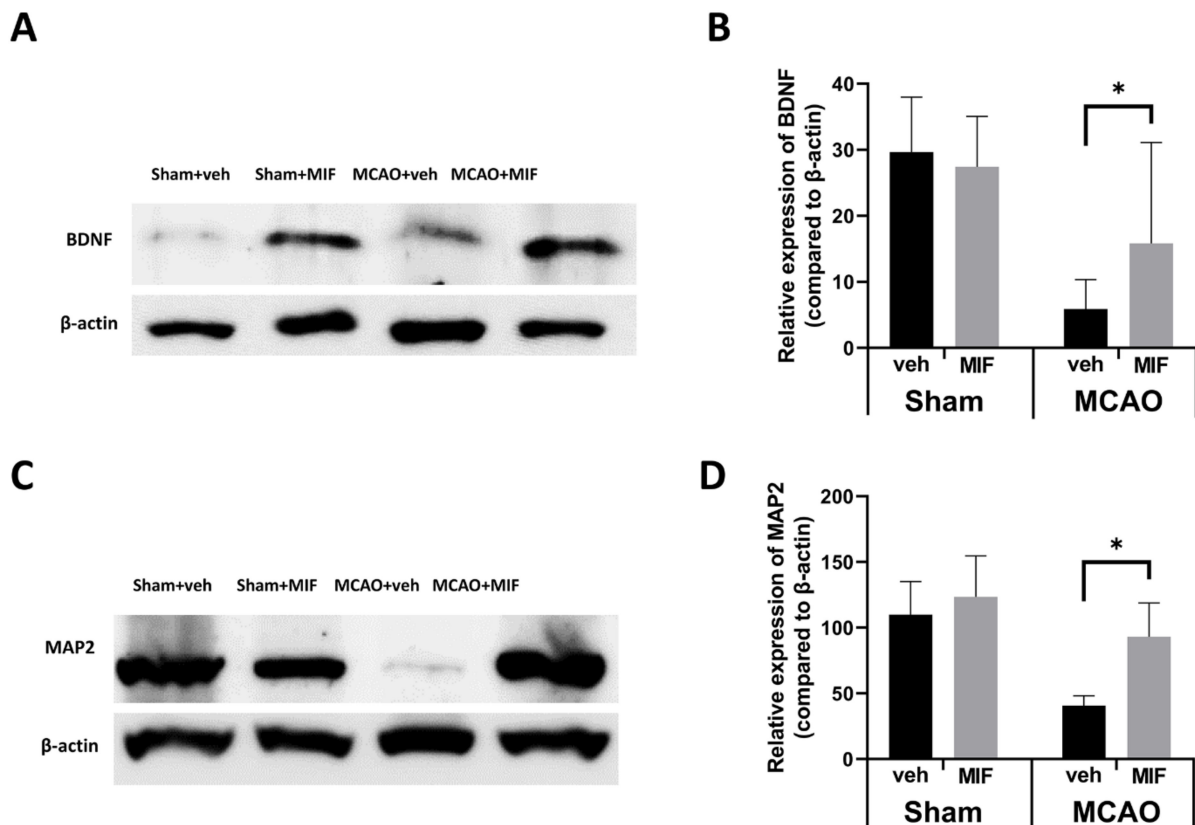 A
Sham+veh Sham+MIF MCAO+veh MCAO+MIF
BDNF
β-actin
B
Relative expression of BDNF
(compared to β-actin)
40
30
20
10
0
*
veh MIF veh MIF
Sham MCAO
C
Sham+veh Sham+MIF MCAO+veh MCAO+MIF
MAP2
β-actin
D
Relative expression of MAP2
(compared to β-actin)
200
150
100
50
0
*
veh MIF veh MIF
Sham MCAO